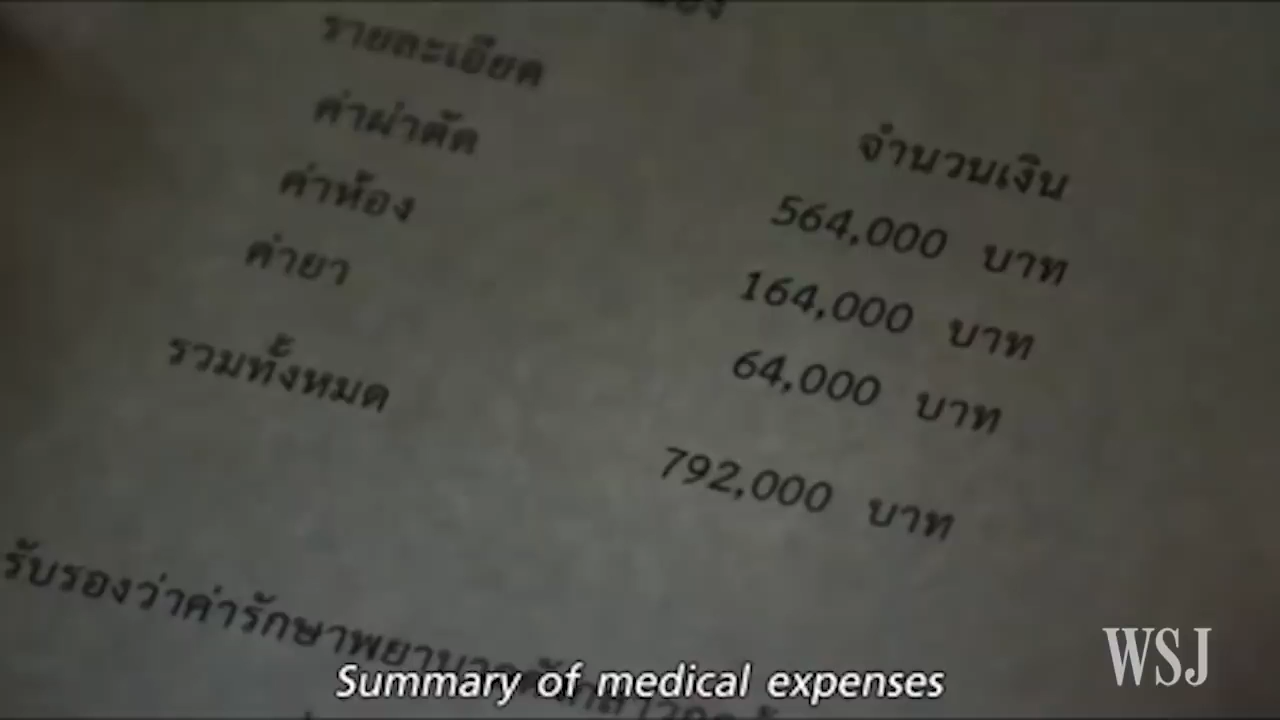 รายละเอียด
จำนวนเงิน
ค่าผ่าตัด
564,000 บาท
ค่าห้อง
164,000 บาท
ค่ายา
64,000 บาท
รวมทั้งหมด
792,000 บาท
รับรองว่าค่ารักษาพยาบาล
Summary of medical expenses
WSJ